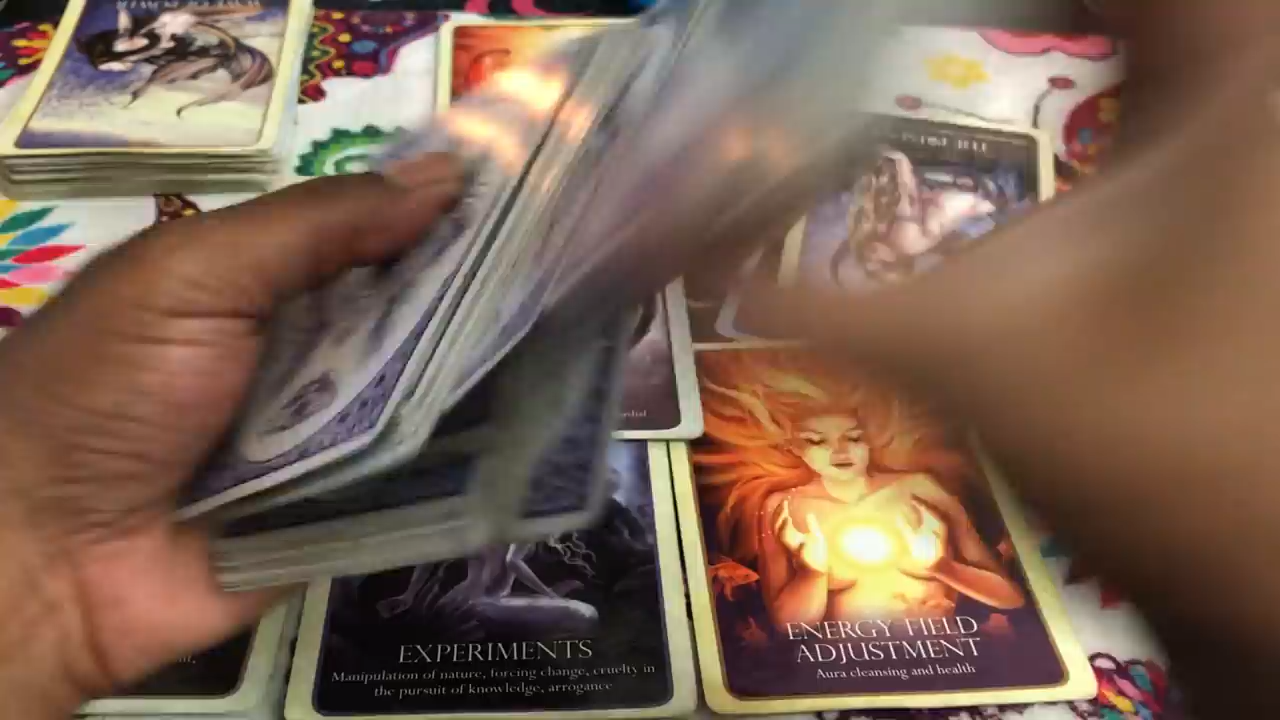 EXPERIMENTS
Manipulation of nature, forcing change, cruelty in
the pursuit of knowledge, arrogance
ENERGY FIELD
ADJUSTMENT
Aura cleansing and health